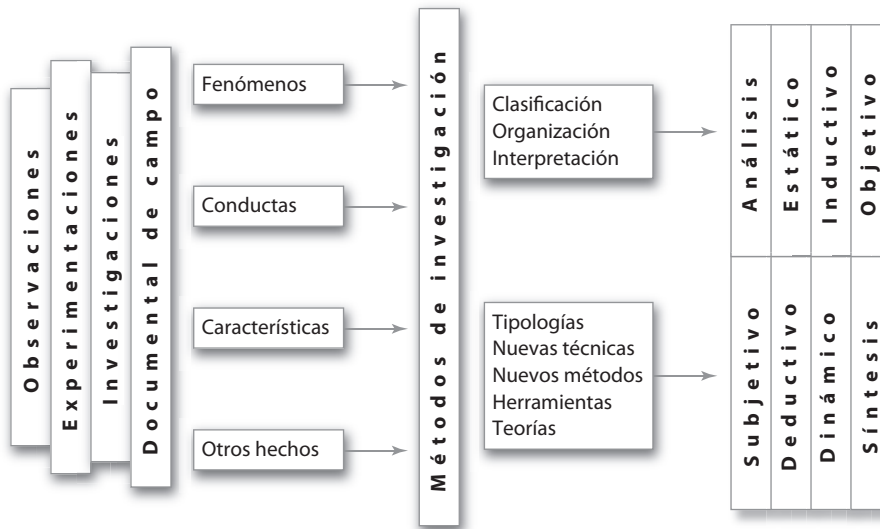 Observaciones
Experimentaciones
Investigaciones
Documental de campo
Fenómenos
Conductas
Características
Otros hechos
Métodos de investigación
Clasificación
Organización
Interpretación
Tipologías
Nuevas técnicas
Nuevos métodos
Herramientas
Teorías
Análisis
Estático
Inductivo
Objetivo
Subjetivo
Deductivo
Dinámico
Síntesis